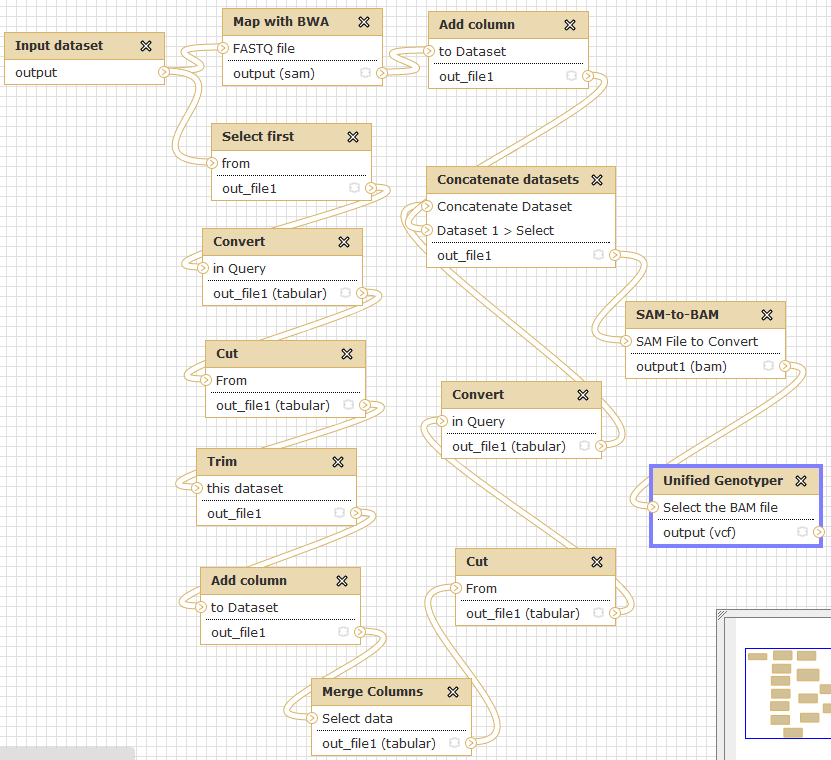 Input dataset
output
Map with BWA
FASTQ file
output (sam)
Add column
to Dataset
out_file1
Select first
from
out_file1
Convert
in Query
out_file1 (tabular)
Cut
From
out_file1 (tabular)
Trim
this dataset
out_file1
Add column
to Dataset
out_file1
Merge Columns
Select data
out_file1 (tabular)
Cut
From
out_file1 (tabular)
Convert
in Query
out_file1 (tabular)
Concatenate datasets
Concatenate Dataset
Dataset 1 > Select
out_file1
SAM-to-BAM
SAM File to Convert
output1 (bam)
Unified Genotyper
Select the BAM file
output (vcf)